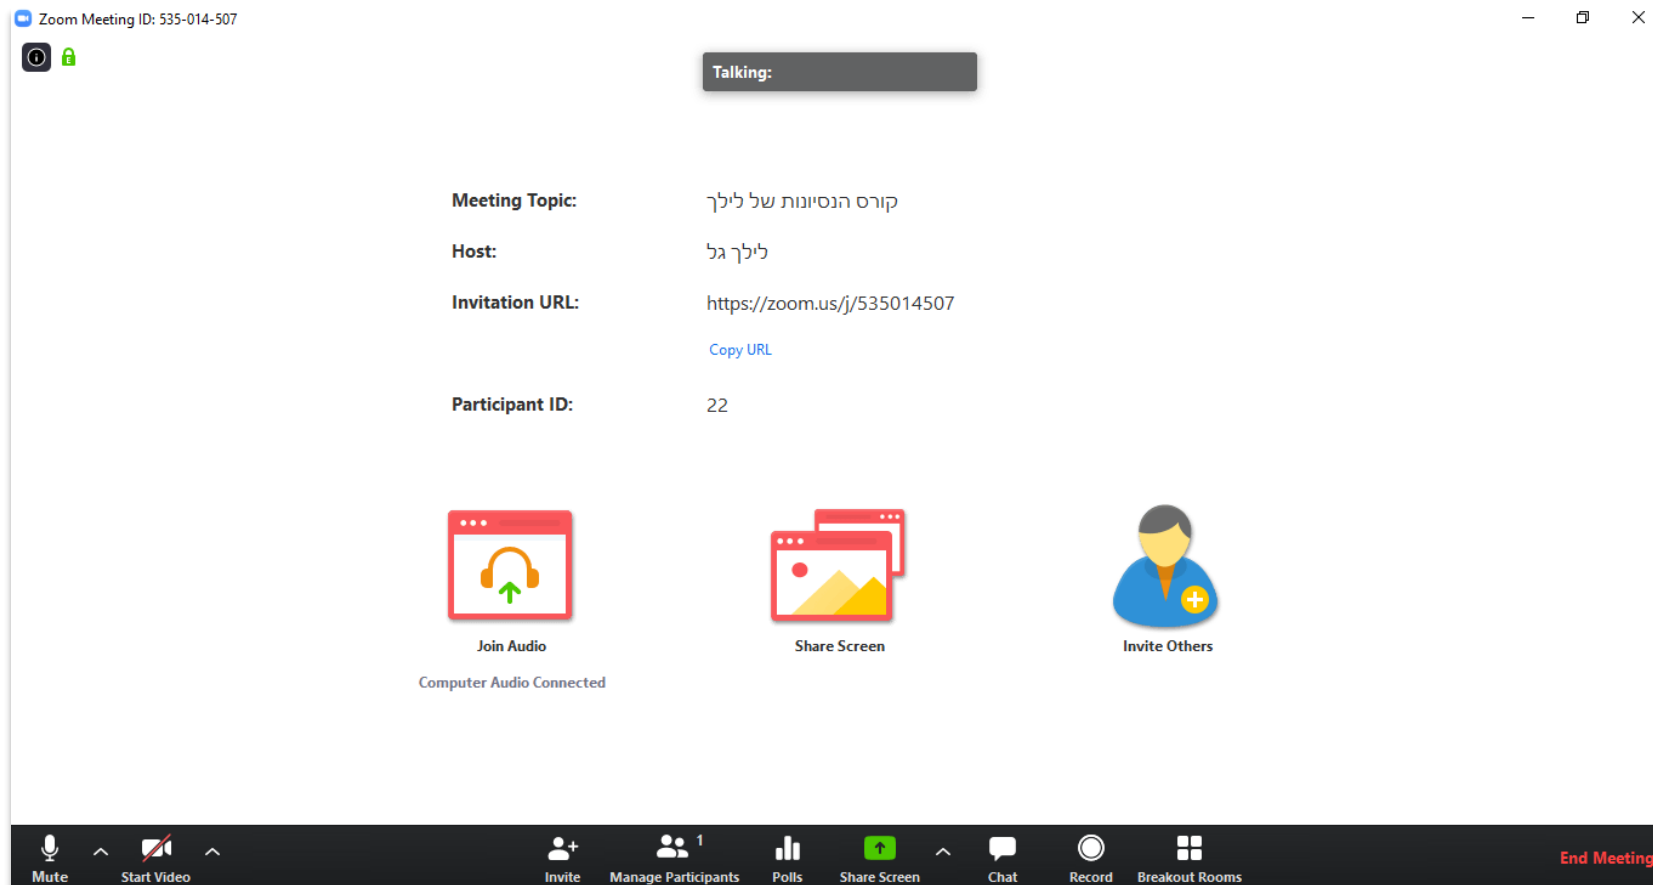 Zoom Meeting ID: 535-014-507
Talking:
Meeting Topic: קורס הנסיונות של לילך
Host: לילך גל
Invitation URL: https://zoom.us/j/535014507
Copy URL
Participant ID: 22
Join Audio Share Screen Invite Others
Computer Audio Connected
1
Mute Start Video Invite Manage Participants Polls Share Screen Chat Record Breakout Rooms End Meeting